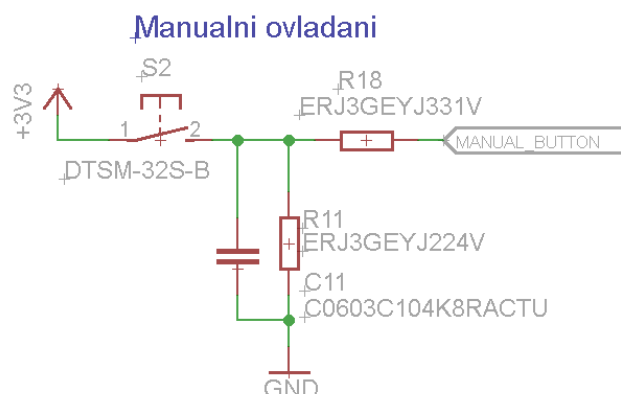 Manualni ovladani
S2
+3V3
1
2
DTSM-32S-B
R18
ERJ3GEYJ331V
MANUAL_BUTTON
R11
ERJ3GEYJ224V
C11
C0603C104K8RACTU
GND